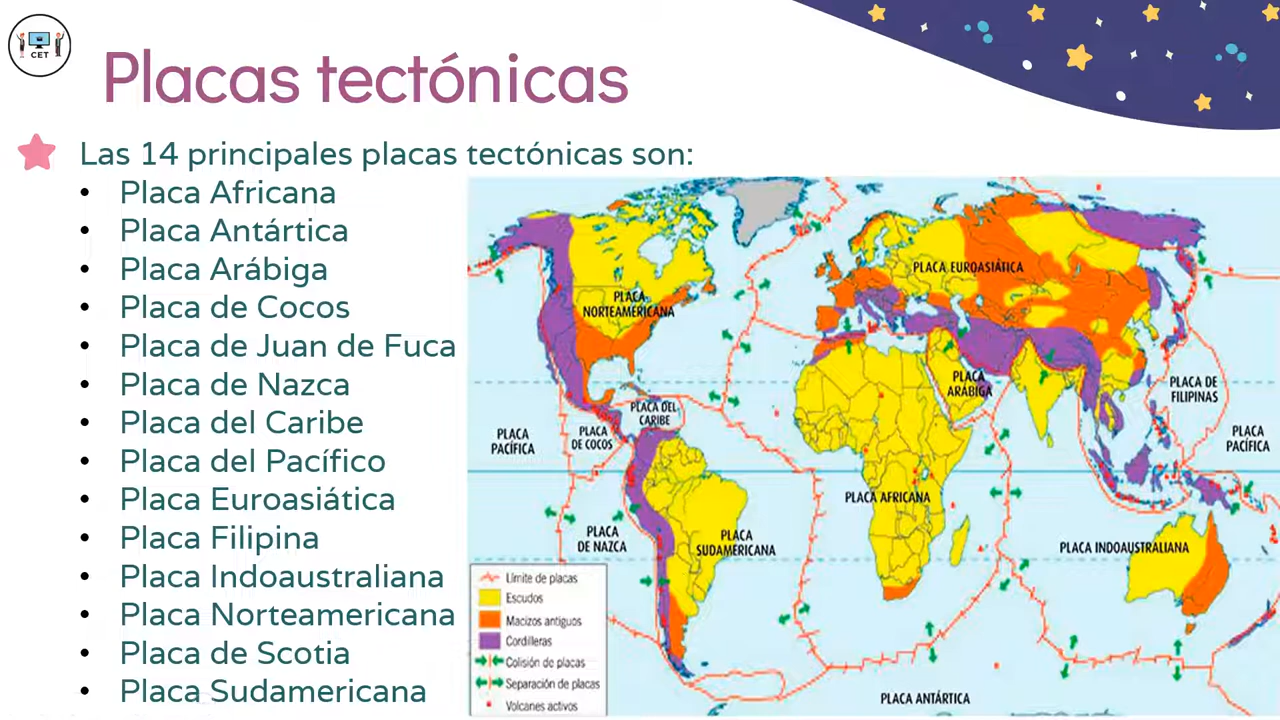 CET
Placas tectónicas
Las 14 principales placas tectónicas son:
• Placa Africana
• Placa Antártica
• Placa Arábiga
• Placa de Cocos
• Placa de Juan de Fuca
• Placa de Nazca
• Placa del Caribe
• Placa del Pacífico
• Placa Euroasiática
• Placa Filipina
• Placa Indoaustraliana
• Placa Norteamericana
• Placa de Scotia
• Placa Sudamericana
PLACA EUROASIÁTICA
PLACA
NORTEAMERICANA
PLACA
ARÁBIGA
PLACA DE
FILIPINAS
PLACA DEL
CARIBE
PLACA
PACÍFICA
PLACA
DE COCOS
PLACA
PACÍFICA
PLACA AFRICANA
PLACA
DE NAZCA
PLACA
SUDAMERICANA
PLACA INDOAUSTRALIANA
PLACA ANTÁRTICA
Límite de placas
Escudos
Macizos antiguos
Cordilleras
Colisión de placas
Separación de placas
Volcanes activos